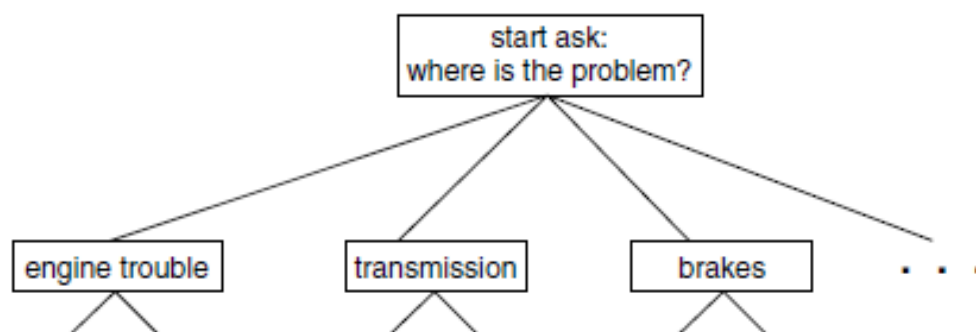 start ask:
where is the problem?
engine trouble
transmission
brakes
. . .